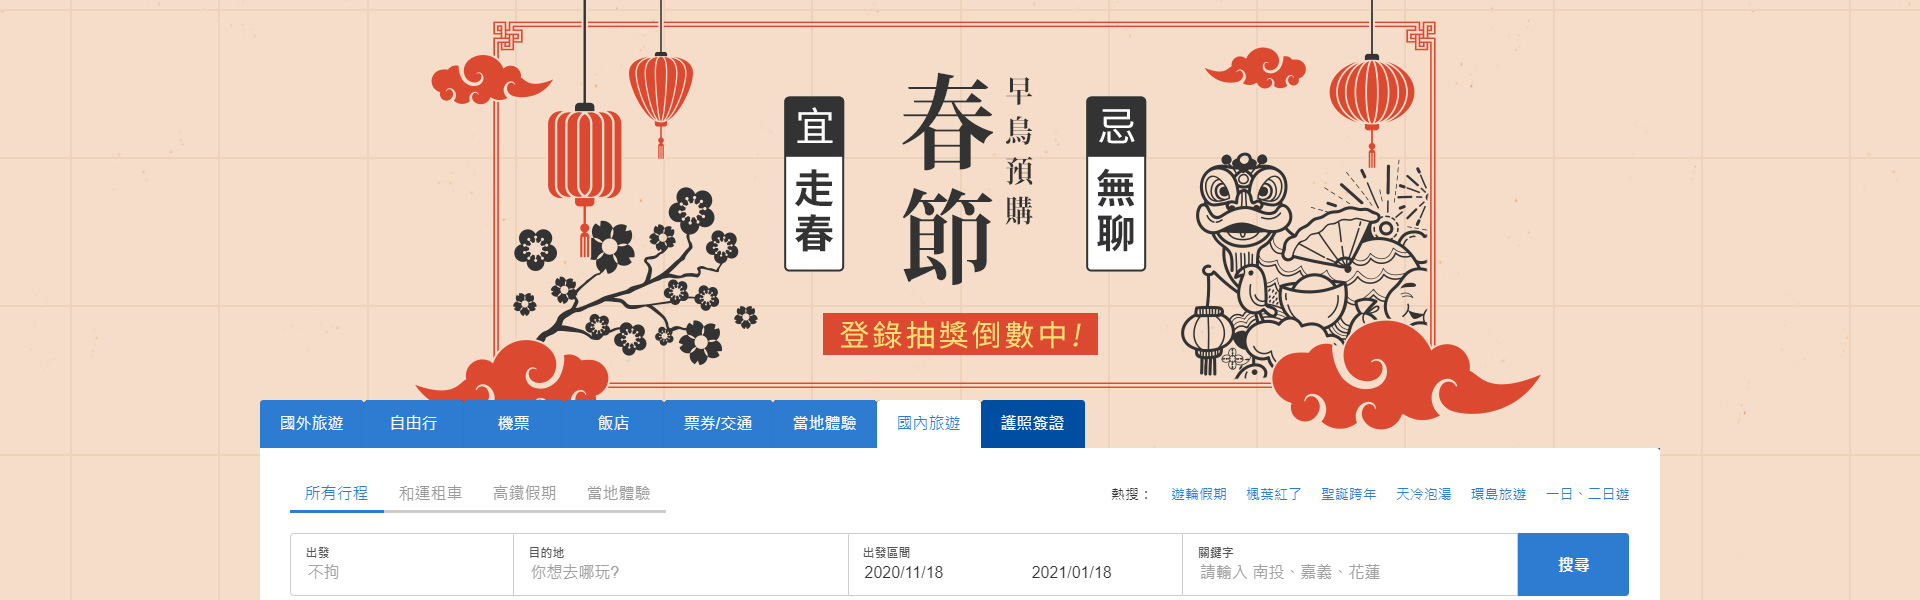 宜
走春
春節
早鳥預購
忌
無聊
登錄抽獎倒數中!
國外旅遊 自由行 機票 飯店 票券/交通 當地體驗 國內旅遊 護照簽證
所有行程 和運租車 高鐵假期 當地體驗
熱搜： 遊輪假期 楓葉紅了 聖誕跨年 天冷泡湯 環島旅遊 一日、二日遊
出發 目的地 出發區間 關鍵字
不拘 你想去哪玩? 2020/11/18 2021/01/18 請輸入 南投、嘉義、花蓮
搜尋